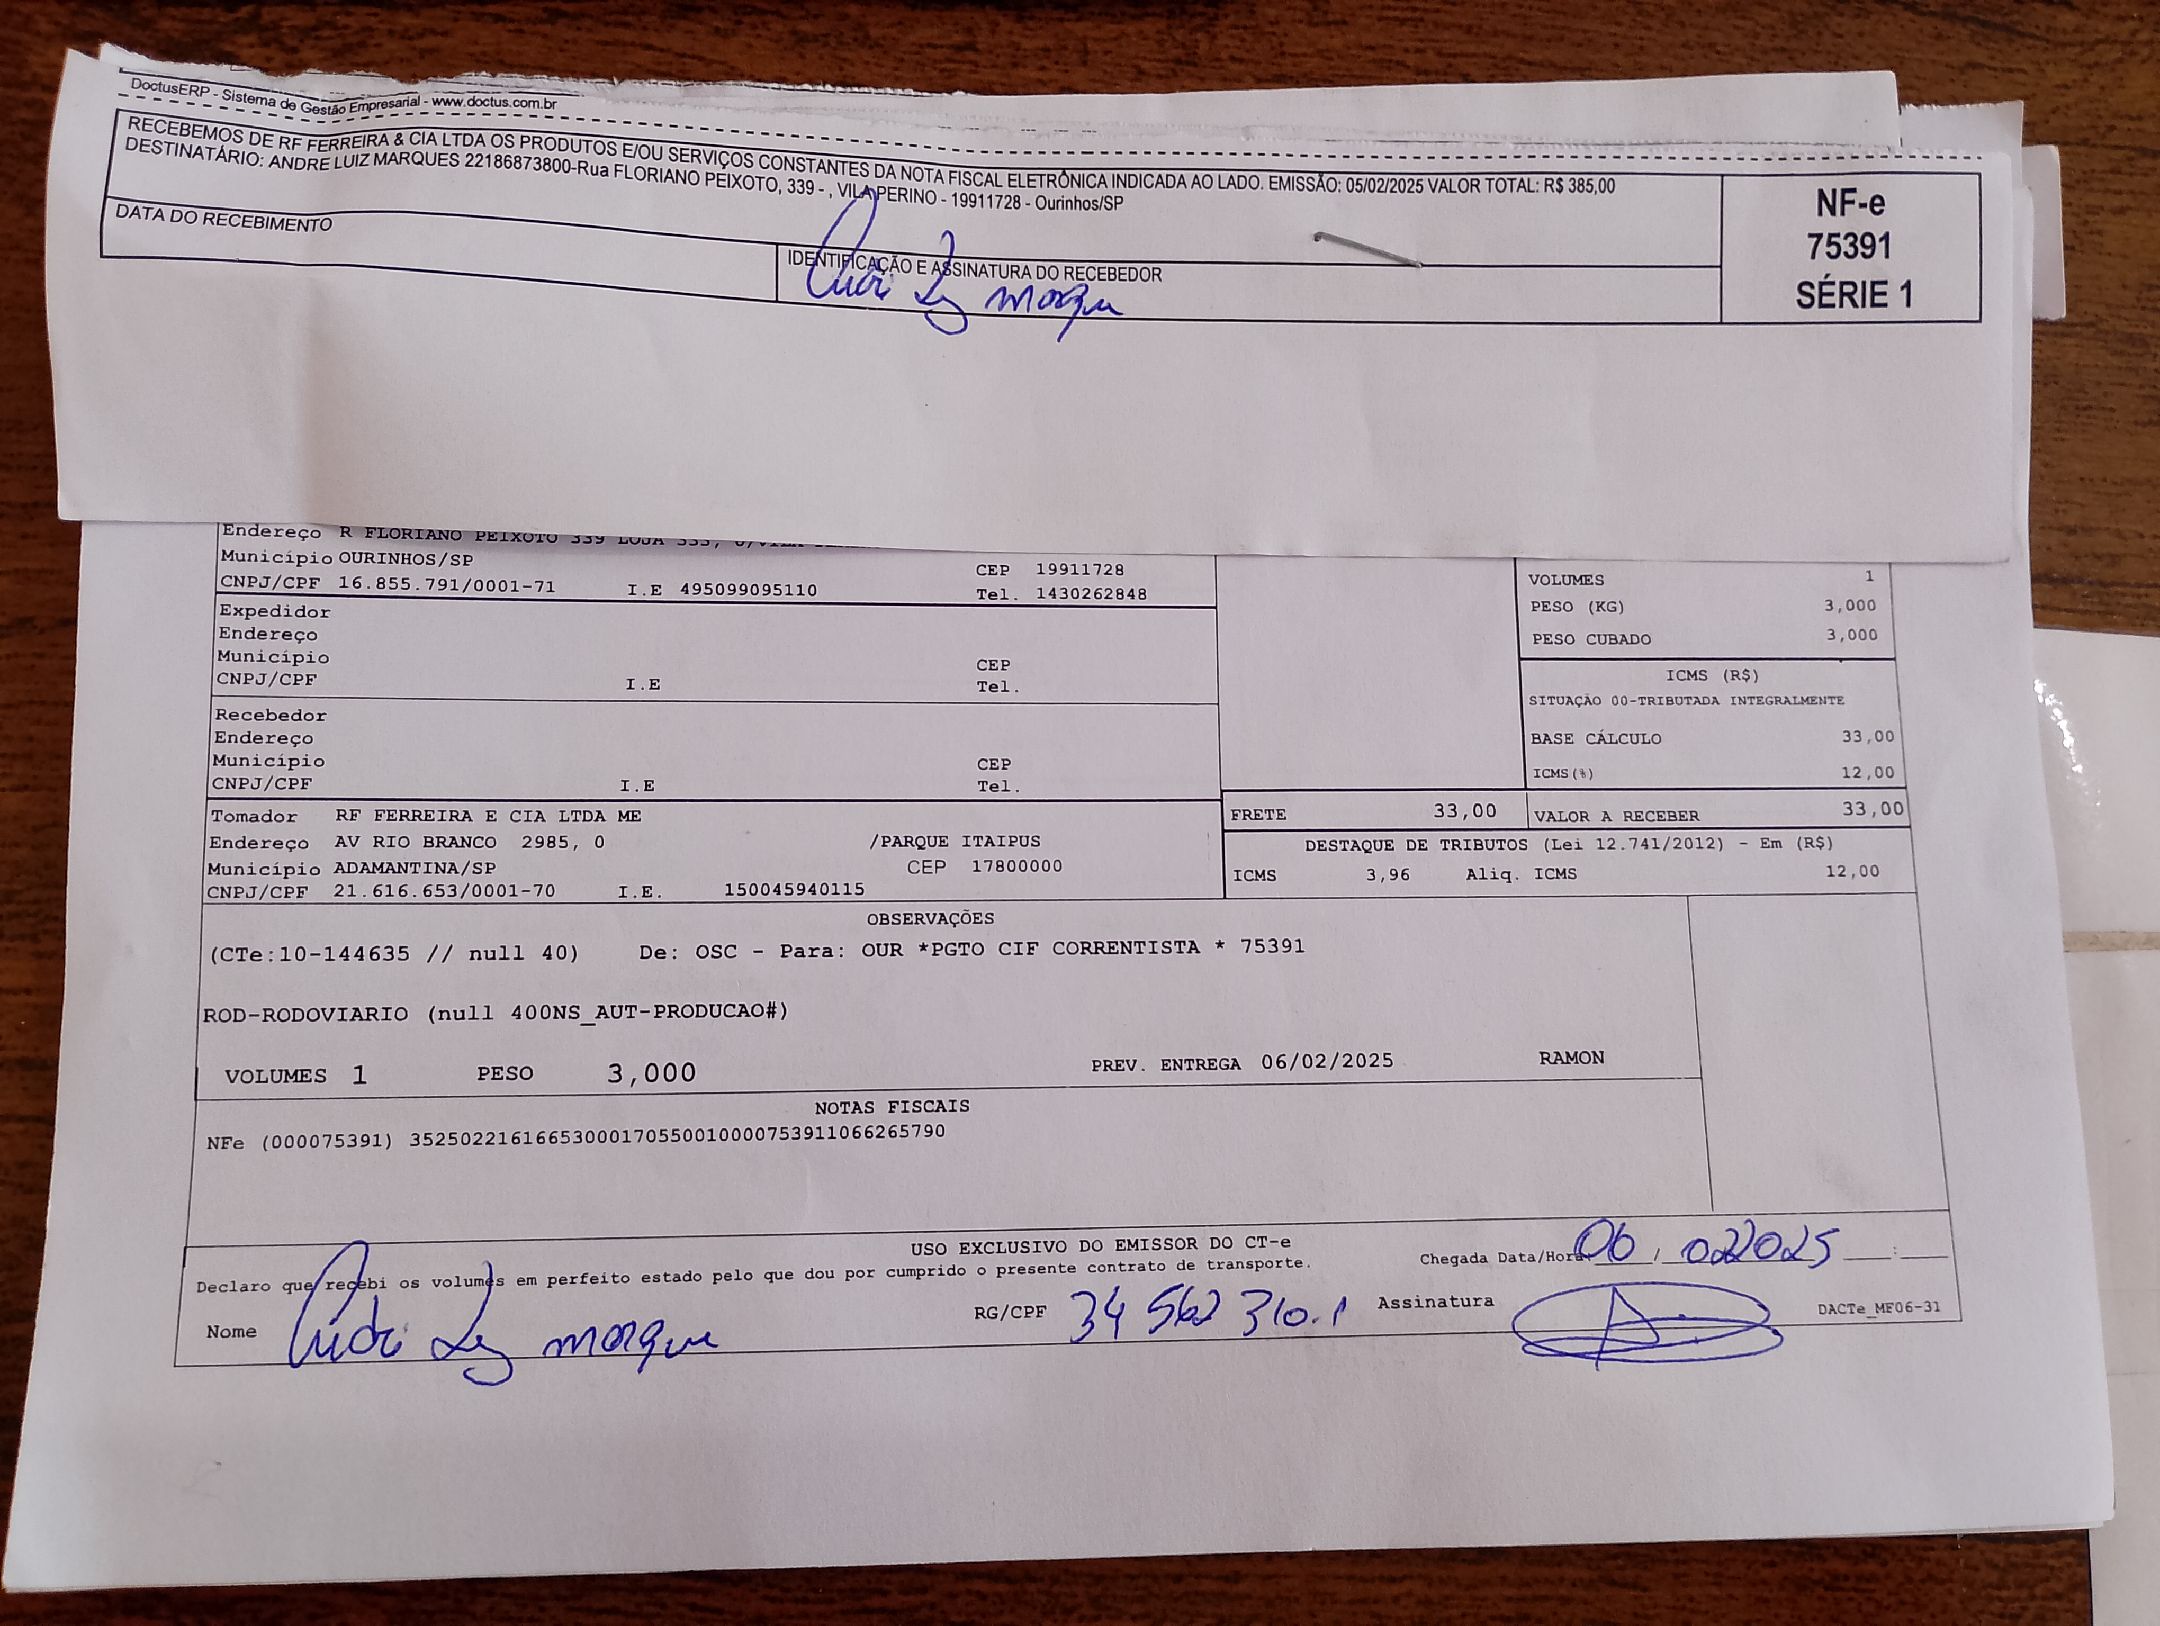 DoctusERP - Sistema de Gestão Empresarial - www.doctus.com.br
RECEBEMOS DE RF FERREIRA & CIA LTDA OS PRODUTOS E/OU SERVIÇOS CONSTANTES DA NOTA FISCAL ELETRÔNICA INDICADA AO LADO. EMISSÃO: 05/02/2025 VALOR TOTAL: R$ 385,00
DESTINATÁRIO: ANDRE LUIZ MARQUES 22186873800-Rua FLORIANO PEIXOTO, 339 - , VILA PERINO - 19911728 - Ourinhos/SP
NF-e
75391
SÉRIE 1
DATA DO RECEBIMENTO
IDENTIFICAÇÃO E ASSINATURA DO RECEBEDOR
Endereço R FLORIANO PEIXOTO 339 LOJA 335,
Município OURINHOS/SP CEP 19911728
CNPJ/CPF 16.855.791/0001-71 I.E 495099095110 Tel. 1430262848
VOLUMES 1
PESO (KG) 3,000
PESO CUBADO 3,000
Expedidor
Endereço
Município CEP
CNPJ/CPF I.E Tel.
ICMS (R$)
SITUAÇÃO 00-TRIBUTADA INTEGRALMENTE
BASE CÁLCULO 33,00
ICMS(%) 12,00
Recebedor
Endereço
Município CEP
CNPJ/CPF I.E Tel.
Tomador RF FERREIRA E CIA LTDA ME
Endereço AV RIO BRANCO 2985, 0 /PARQUE ITAIPUS
Município ADAMANTINA/SP CEP 17800000
CNPJ/CPF 21.616.653/0001-70 I.E. 150045940115
FRETE 33,00 VALOR A RECEBER 33,00
DESTAQUE DE TRIBUTOS (Lei 12.741/2012) - Em (R$)
ICMS 3,96 Aliq. ICMS 12,00
OBSERVAÇÕES
(CTe:10-144635 // null 40) De: OSC - Para: OUR *PGTO CIF CORRENTISTA * 75391
ROD-RODOVIARIO (null 400NS_AUT-PRODUCAO#)
VOLUMES 1 PESO 3,000 PREV. ENTREGA 06/02/2025 RAMON
NOTAS FISCAIS
NFe (000075391) 35250221616653000170550010000753911066265790
USO EXCLUSIVO DO EMISSOR DO CT-e
Declaro que recebi os volumes em perfeito estado pelo que dou por cumprido o presente contrato de transporte.
Chegada Data/Hora 06 / 022025 :
Nome RG/CPF 34 562 310.1 Assinatura
DACTe_MF06-31